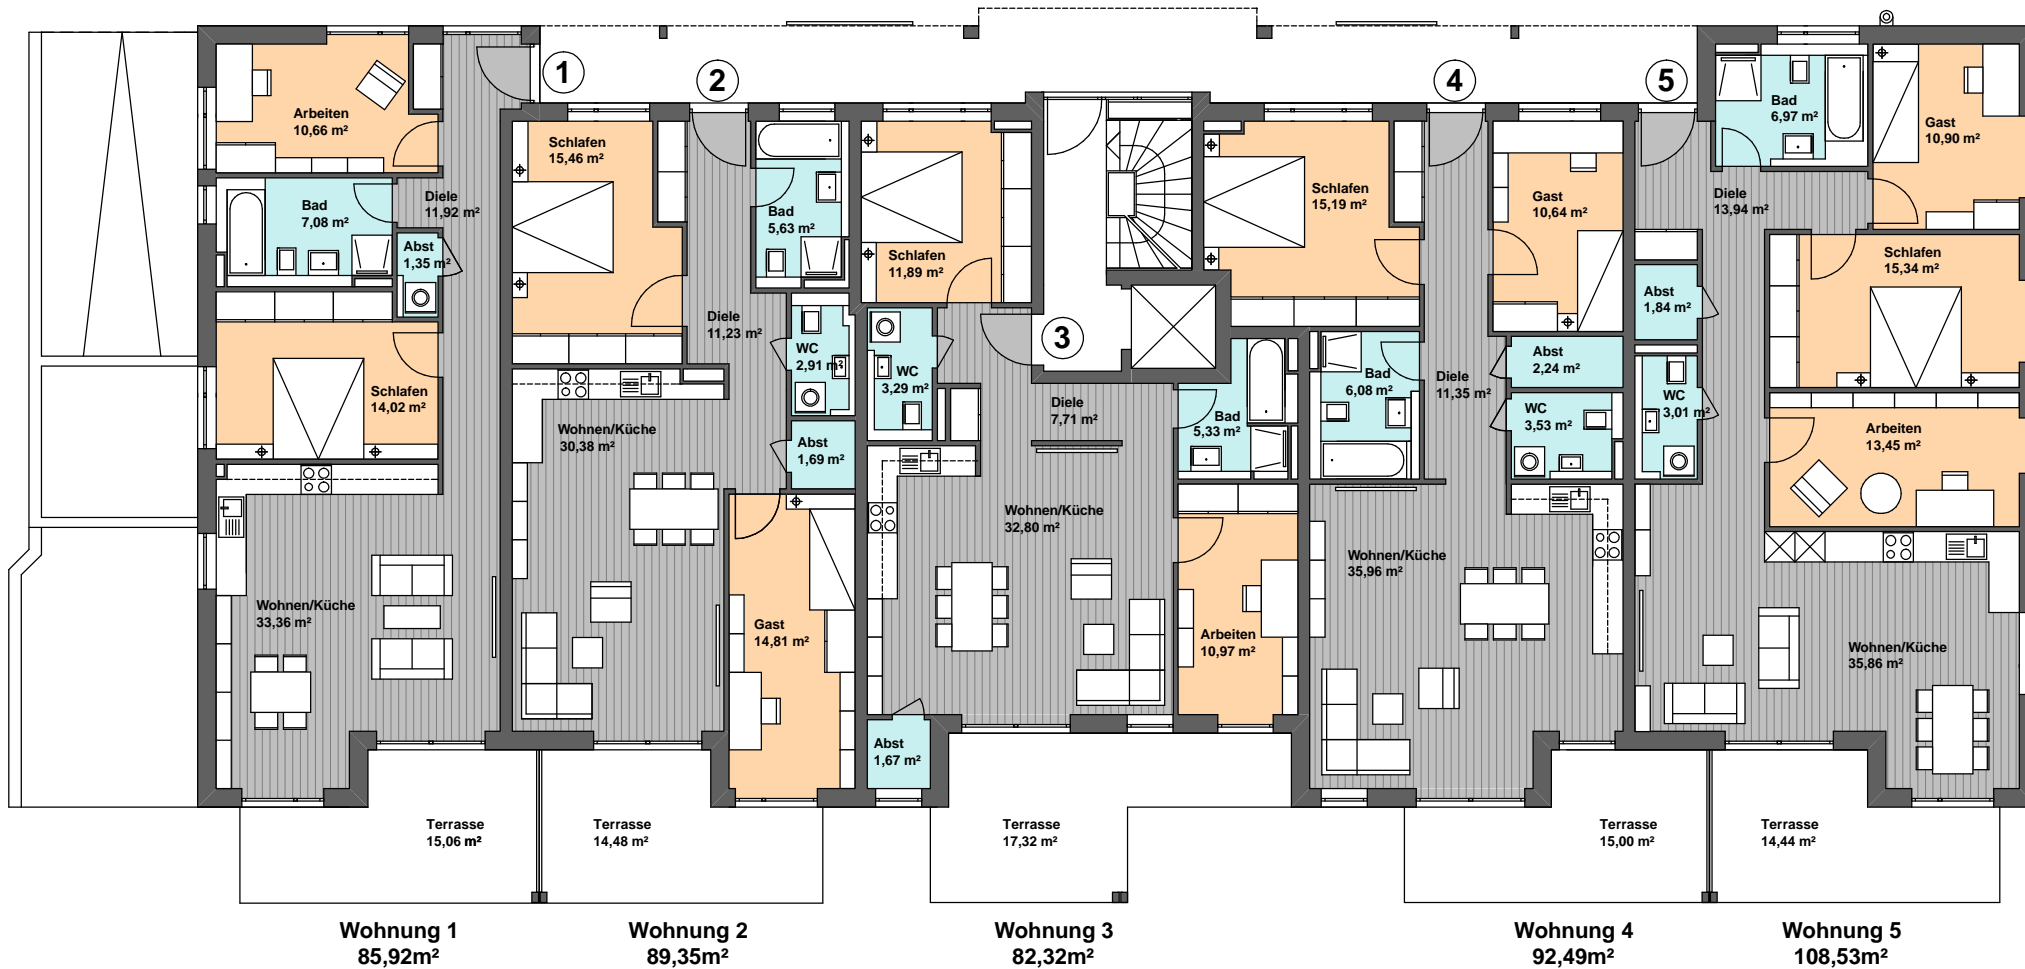 1
2
4
5
3
Arbeiten
10,66 m²
Bad
7,08 m²
Diele
11,92 m²
Abst
1,35 m²
Schlafen
14,02 m²
Wohnen/Küche
33,36 m²
Terrasse
15,06 m²
Schlafen
15,46 m²
Bad
5,63 m²
Diele
11,23 m²
WC
2,91 m²
Wohnen/Küche
30,38 m²
Abst
1,69 m²
Gast
14,81 m²
Terrasse
14,48 m²
Schlafen
11,89 m²
WC
3,29 m²
Diele
7,71 m²
Bad
5,33 m²
Wohnen/Küche
32,80 m²
Arbeiten
10,97 m²
Abst
1,67 m²
Terrasse
17,32 m²
Schlafen
15,19 m²
Gast
10,64 m²
Bad
6,08 m²
Diele
11,35 m²
Abst
2,24 m²
WC
3,53 m²
Wohnen/Küche
35,96 m²
Terrasse
15,00 m²
Bad
6,97 m²
Gast
10,90 m²
Diele
13,94 m²
Schlafen
15,34 m²
Abst
1,84 m²
WC
3,01 m²
Arbeiten
13,45 m²
Wohnen/Küche
35,86 m²
Terrasse
14,44 m²
Wohnung 1
85,92m²
Wohnung 2
89,35m²
Wohnung 3
82,32m²
Wohnung 4
92,49m²
Wohnung 5
108,53m²